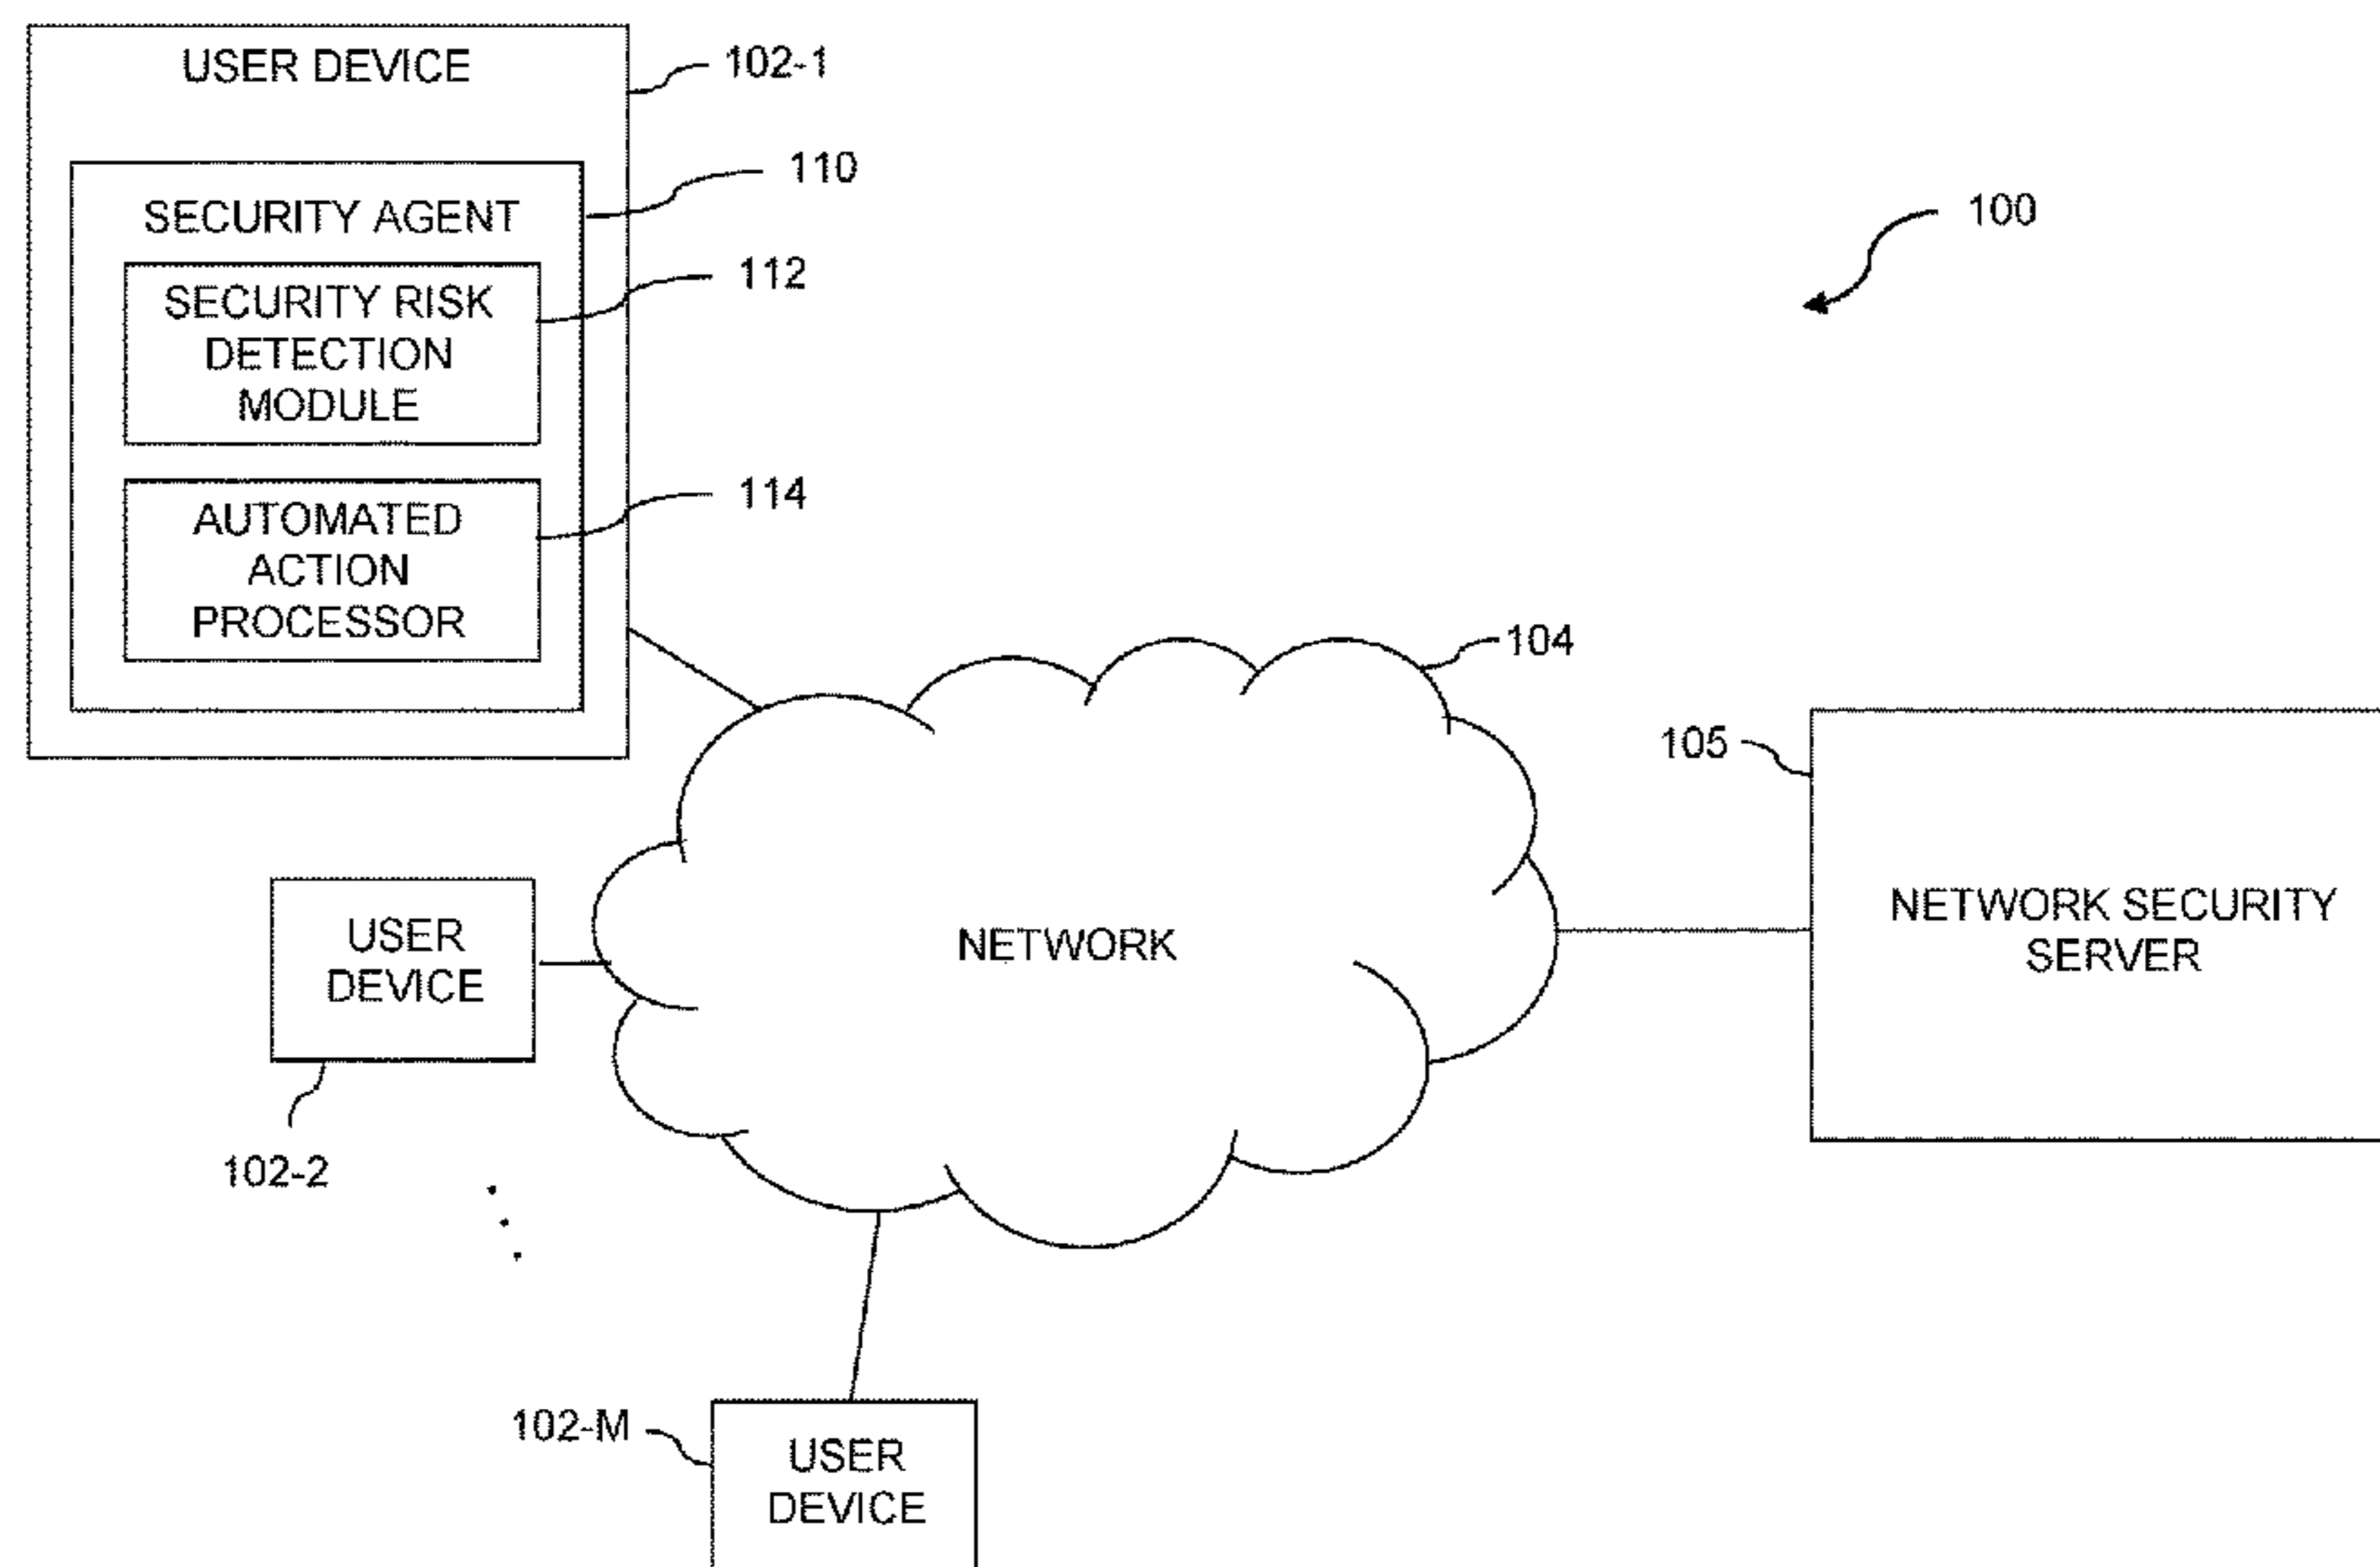 USER DEVICE
102-1
110
SECURITY AGENT
100
112
SECURITY RISK
DETECTION
MODULE
114
AUTOMATED
ACTION
PROCESSOR
104
105
NETWORK SECURITY
SERVER
USER
DEVICE
NETWORK
102-2
102-M
USER
DEVICE